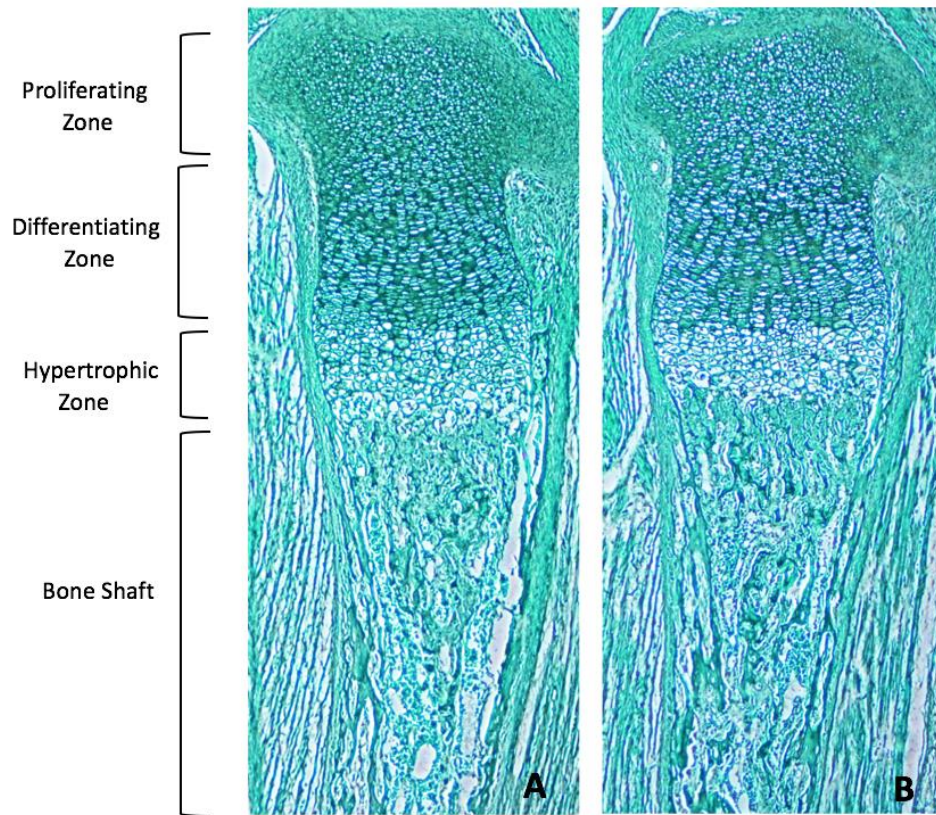 Proliferating
Zone
Differentiating
Zone
Hypertrophic
Zone
Bone Shaft
A
B